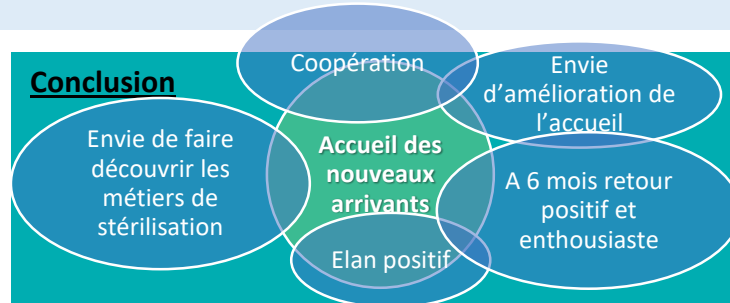 Conclusion
Coopération
Envie
d’amélioration de
l’accueil
Envie de faire
découvrir les
métiers de
stérilisation
Accueil des
nouveaux
arrivants
A 6 mois retour
positif et
enthousiaste
Elan positif